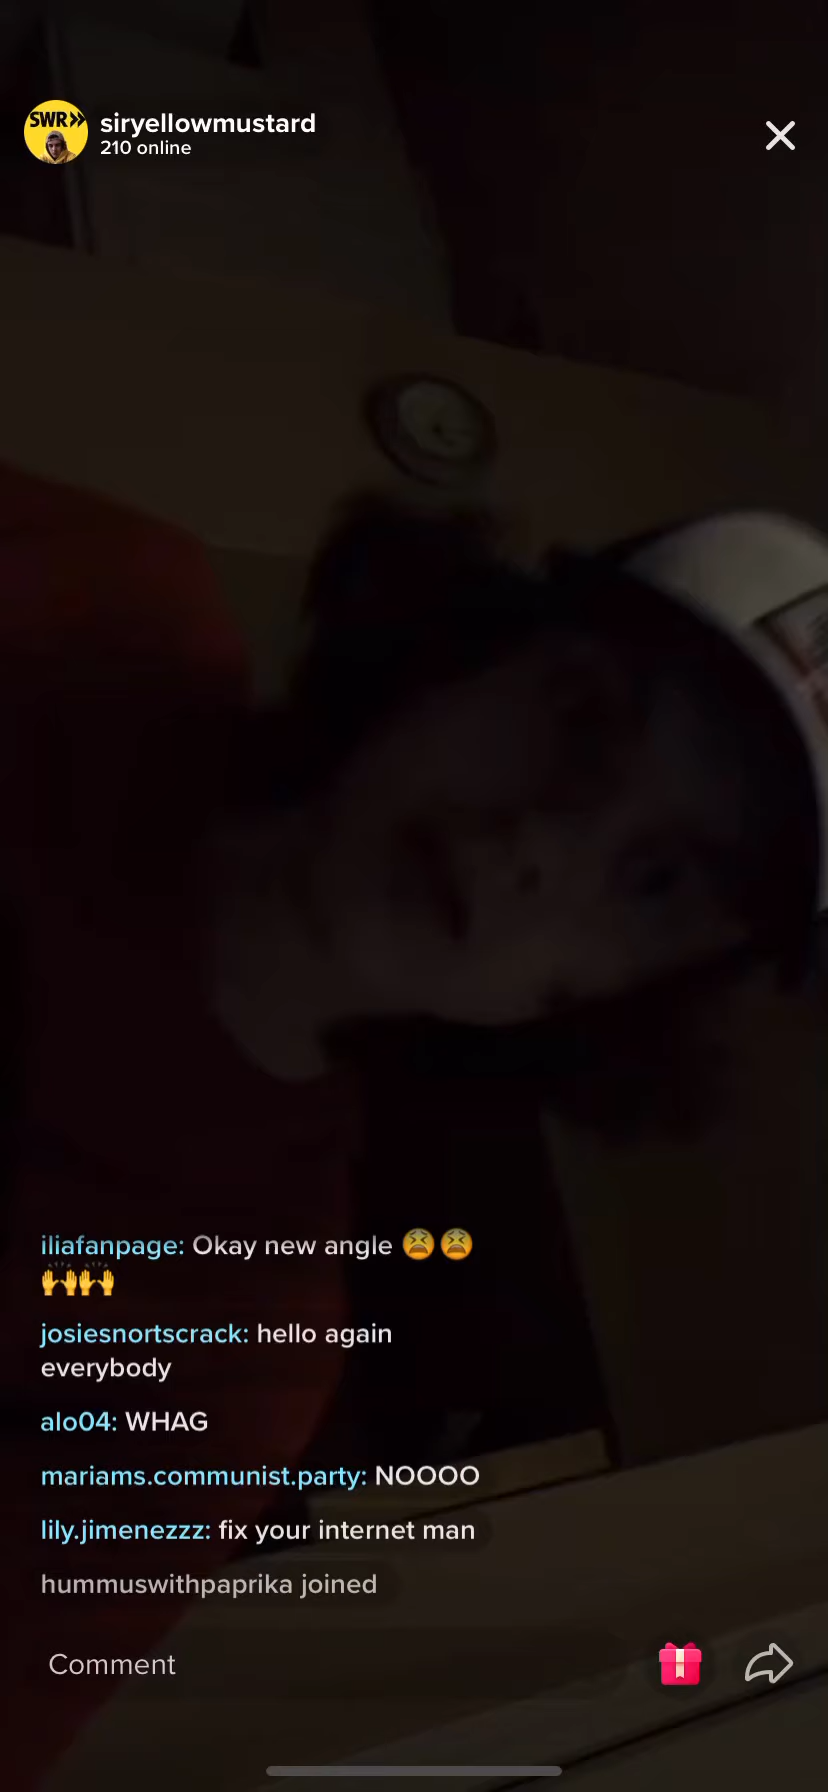 SWR»
siryellowmustard
210 online
iliafanpage: Okay new angle 😫😫
🙌🙌
josiesnortscrack: hello again
everybody
alo04: WHAG
mariams.communist.party: NOOOO
lily.jimenezzz: fix your internet man
hummuswithpaprika joined
Comment